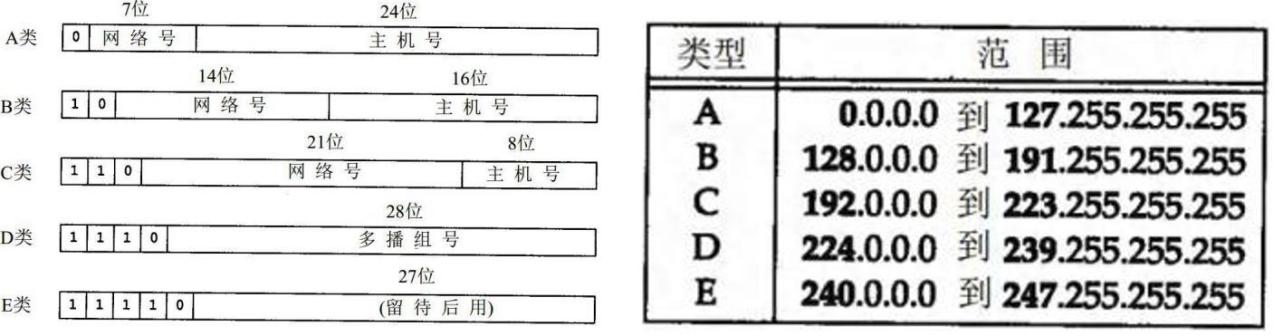 7位 24位
A类 0 网络号 主机号
14位 16位
B类 1 0 网络号 主机号
21位 8位
C类 1 1 0 网络号 主机号
28位
D类 1 1 1 0 多播组号
27位
E类 1 1 1 1 0 (留待后用)
类型 范围
A 0.0.0.0 到 127.255.255.255
B 128.0.0.0 到 191.255.255.255
C 192.0.0.0 到 223.255.255.255
D 224.0.0.0 到 239.255.255.255
E 240.0.0.0 到 247.255.255.255